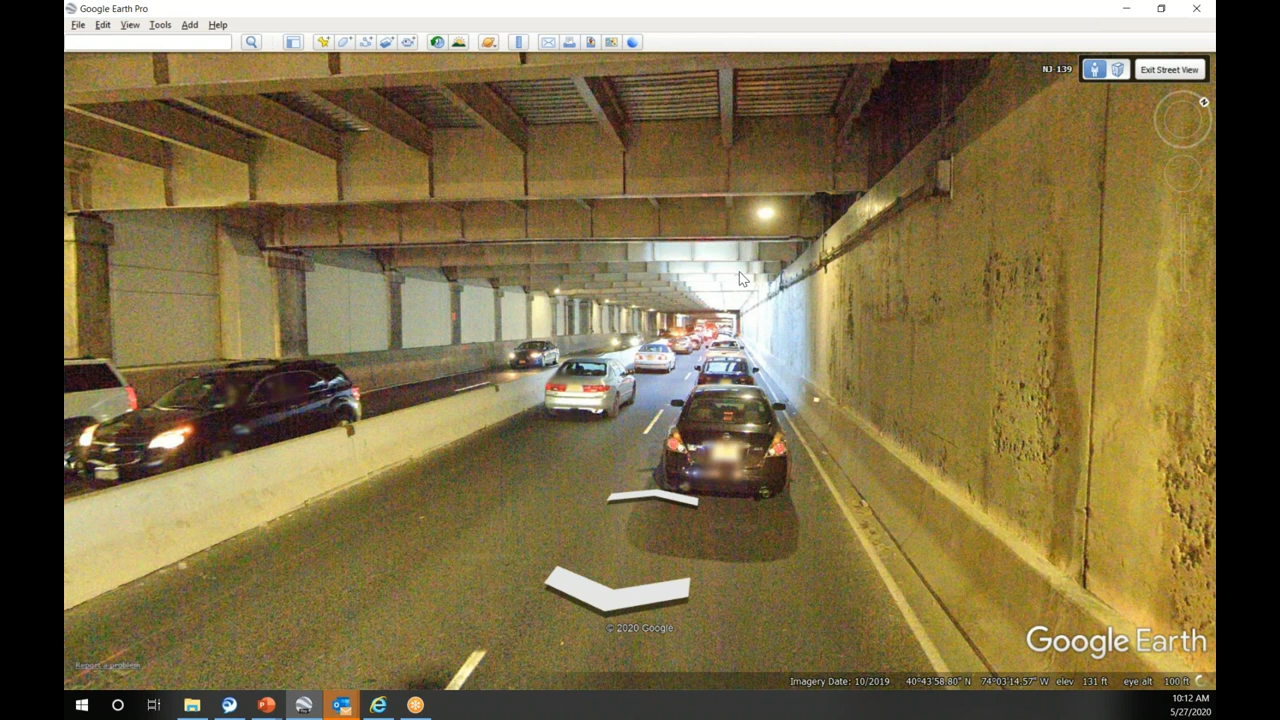 Google Earth Pro
File Edit View Tools Add Help
NJ-139
Exit Street View
© 2020 Google
Report a problem
Google Earth
Imagery Date: 10/2019 40°43'58.80" N 74°03'14.57" W elev 131 ft eye alt 100 ft
10:12 AM
5/27/2020